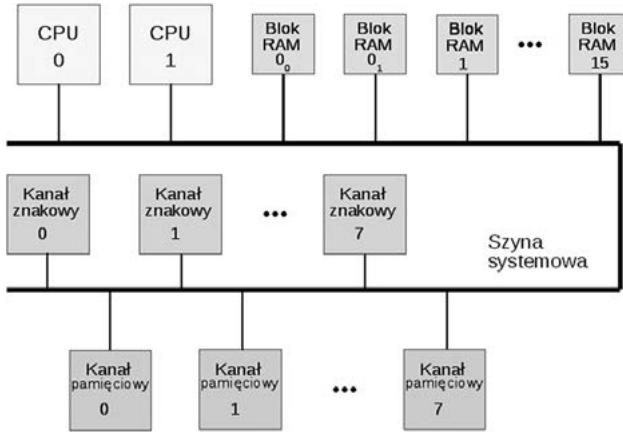 CPU
0
CPU
1
Blok
RAM
0₀
Blok
RAM
0₁
Blok
RAM
1
•••
Blok
RAM
15
Kanał
znakowy
0
Kanał
znakowy
1
•••
Kanał
znakowy
7
Szyna
systemowa
Kanał
pamięciowy
0
Kanał
pamięciowy
1
•••
Kanał
pamięciowy
7